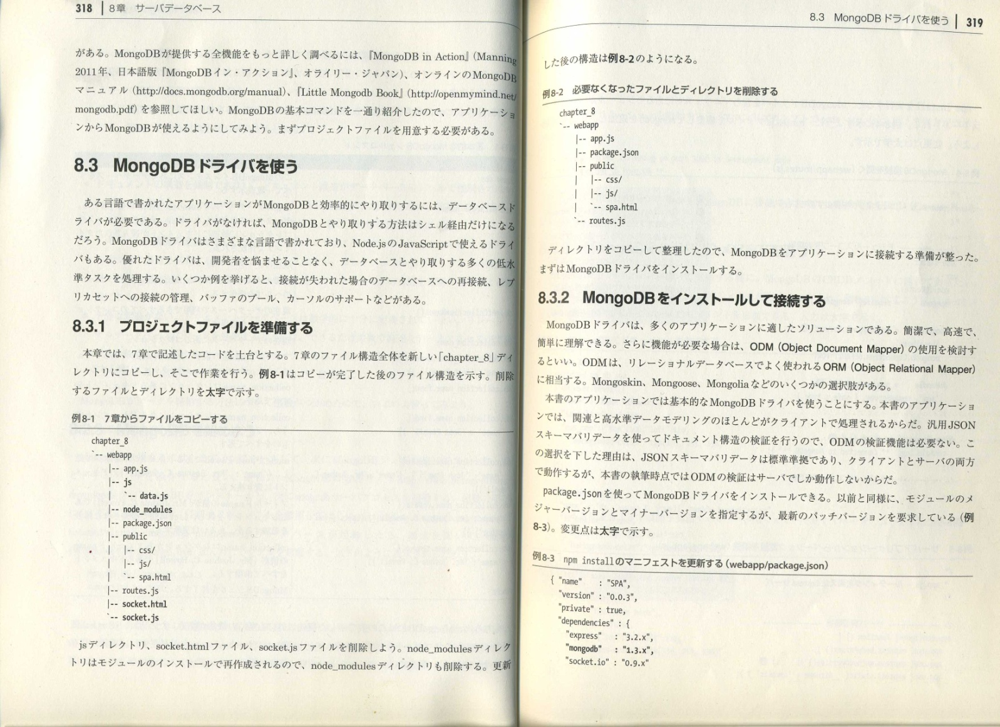 318 8章 サーバデータベース
がある。MongoDBが提供する全機能をもっと詳しく調べるには、『MongoDB in Action』(Manning
2011年、日本語版『MongoDBイン・アクション』、オライリー・ジャパン)、オンラインのMongoDB
マニュアル (http://docs.mongodb.org/manual)、『Little Mongodb Book』(http://openmymind.net/
mongodb.pdf) を参照してほしい。MongoDBの基本コマンドを一通り紹介したので、アプリケーショ
ンからMongoDBが使えるようにしてみよう。まずプロジェクトファイルを用意する必要がある。
8.3 MongoDBドライバを使う
ある言語で書かれたアプリケーションがMongoDBと効率的にやり取りするには、データベースド
ライバが必要である。ドライバがなければ、MongoDBとやり取りする方法はシェル経由だけになる
だろう。MongoDBドライバはさまざまな言語で書かれており、Node.jsのJavaScriptで使えるドライ
バもある。優れたドライバは、開発者を悩ませることなく、データベースとやり取りする多くの低水
準タスクを処理する。いくつか例を挙げると、接続が失われた場合のデータベースへの再接続、レプ
リカセットへの接続の管理、バッファのプール、カーソルのサポートなどがある。
8.3.1 プロジェクトファイルを準備する
本章では、7章で記述したコードを土台とする。7章のファイル構造全体を新しい「chapter_8」ディ
レクトリにコピーし、そこで作業を行う。例8-1はコピーが完了した後のファイル構造を示す。削除
するファイルとディレクトリを太字で示す。
例8-1 7章からファイルをコピーする
chapter_8
`-- webapp
|-- app.js
|-- js
|   `-- data.js
|-- node_modules
|-- package.json
|-- public
|   |-- css/
|   |-- js/
|   `-- spa.html
|-- routes.js
|-- socket.html
`-- socket.js
jsディレクトリ、socket.htmlファイル、socket.jsファイルを削除しよう。node_modulesディレク
トリはモジュールのインストールで再作成されるので、node_modulesディレクトリも削除する。更新
8.3 MongoDBドライバを使う 319
した後の構造は例8-2のようになる。
例8-2 必要なくなったファイルとディレクトリを削除する
chapter_8
`-- webapp
|-- app.js
|-- package.json
|-- public
|   |-- css/
|   |-- js/
|   `-- spa.html
`-- routes.js
ディレクトリをコピーして整理したので、MongoDBをアプリケーションに接続する準備が整った。
まずはMongoDBドライバをインストールする。
8.3.2 MongoDBをインストールして接続する
MongoDBドライバは、多くのアプリケーションに適したソリューションである。簡潔で、高速で、
簡単に理解できる。さらに機能が必要な場合は、ODM (Object Document Mapper) の使用を検討す
るといい。ODMは、リレーショナルデータベースでよく使われるORM (Object Relational Mapper)
に相当する。Mongoskin、Mongoose、Mongoliaなどのいくつかの選択肢がある。
本書のアプリケーションでは基本的なMongoDBドライバを使うことにする。本書のアプリケーショ
ンでは、関連と高水準データモデリングのほとんどがクライアントで処理されるからだ。汎用JSON
スキーマバリデータを使ってドキュメント構造の検証を行うので、ODMの検証機能は必要ない。こ
の選択を下した理由は、JSONスキーマバリデータは標準準拠であり、クライアントとサーバの両方
で動作するが、本書の執筆時点ではODMの検証はサーバでしか動作しないからだ。
package.jsonを使ってMongoDBドライバをインストールできる。以前と同様に、モジュールのメ
ジャーバージョンとマイナーバージョンを指定するが、最新のパッチバージョンを要求している (例
8-3)。変更点は太字で示す。
例8-3 npm installのマニフェストを更新する (webapp/package.json)
{ "name" : "SPA",
"version" : "0.0.3",
"private" : true,
"dependencies" : {
"express" : "3.2.x",
"mongodb" : "1.3.x",
"socket.io" : "0.9.x"